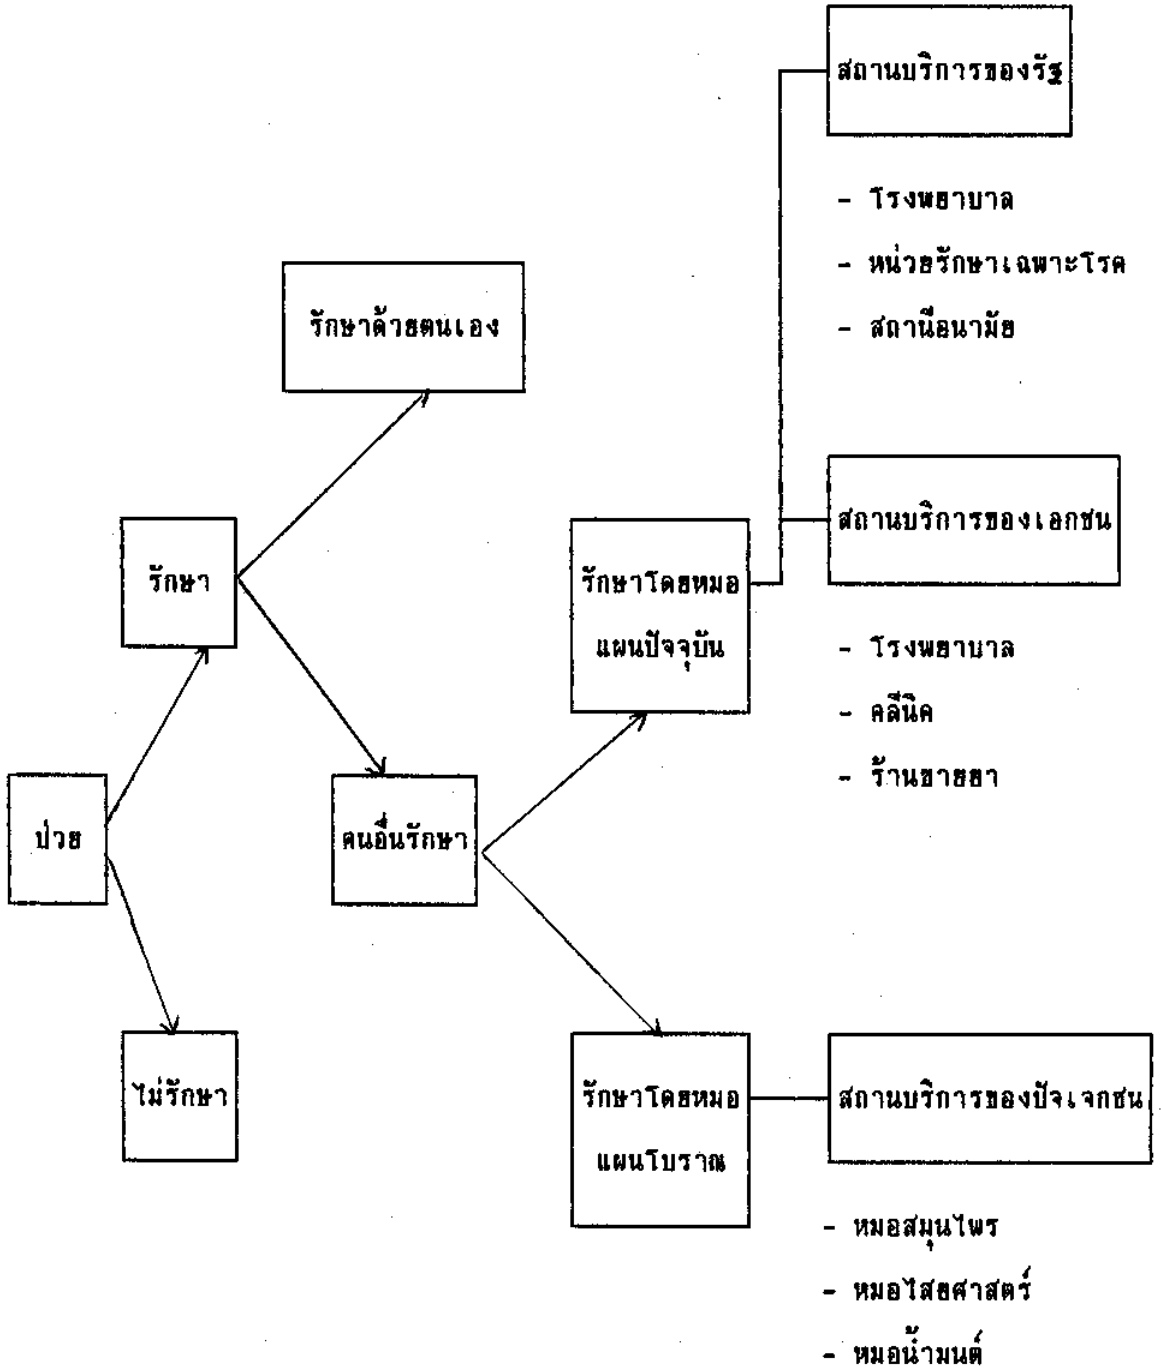 สถานบริการของรัฐ
- โรงพยาบาล
- หน่วยรักษาเฉพาะโรค
- สถานีอนามัย
รักษาด้วยตนเอง
สถานบริการของเอกชน
รักษา
รักษาโดยหมอ
แผนปัจจุบัน
- โรงพยาบาล
- คลีนิค
- ร้านขายยา
ป่วย
คนอื่นรักษา
ไม่รักษา
รักษาโดยหมอ
แผนโบราณ
สถานบริการของปัจเจกชน
- หมอสมุนไพร
- หมอไสยศาสตร์
- หมอน้ำมนต์